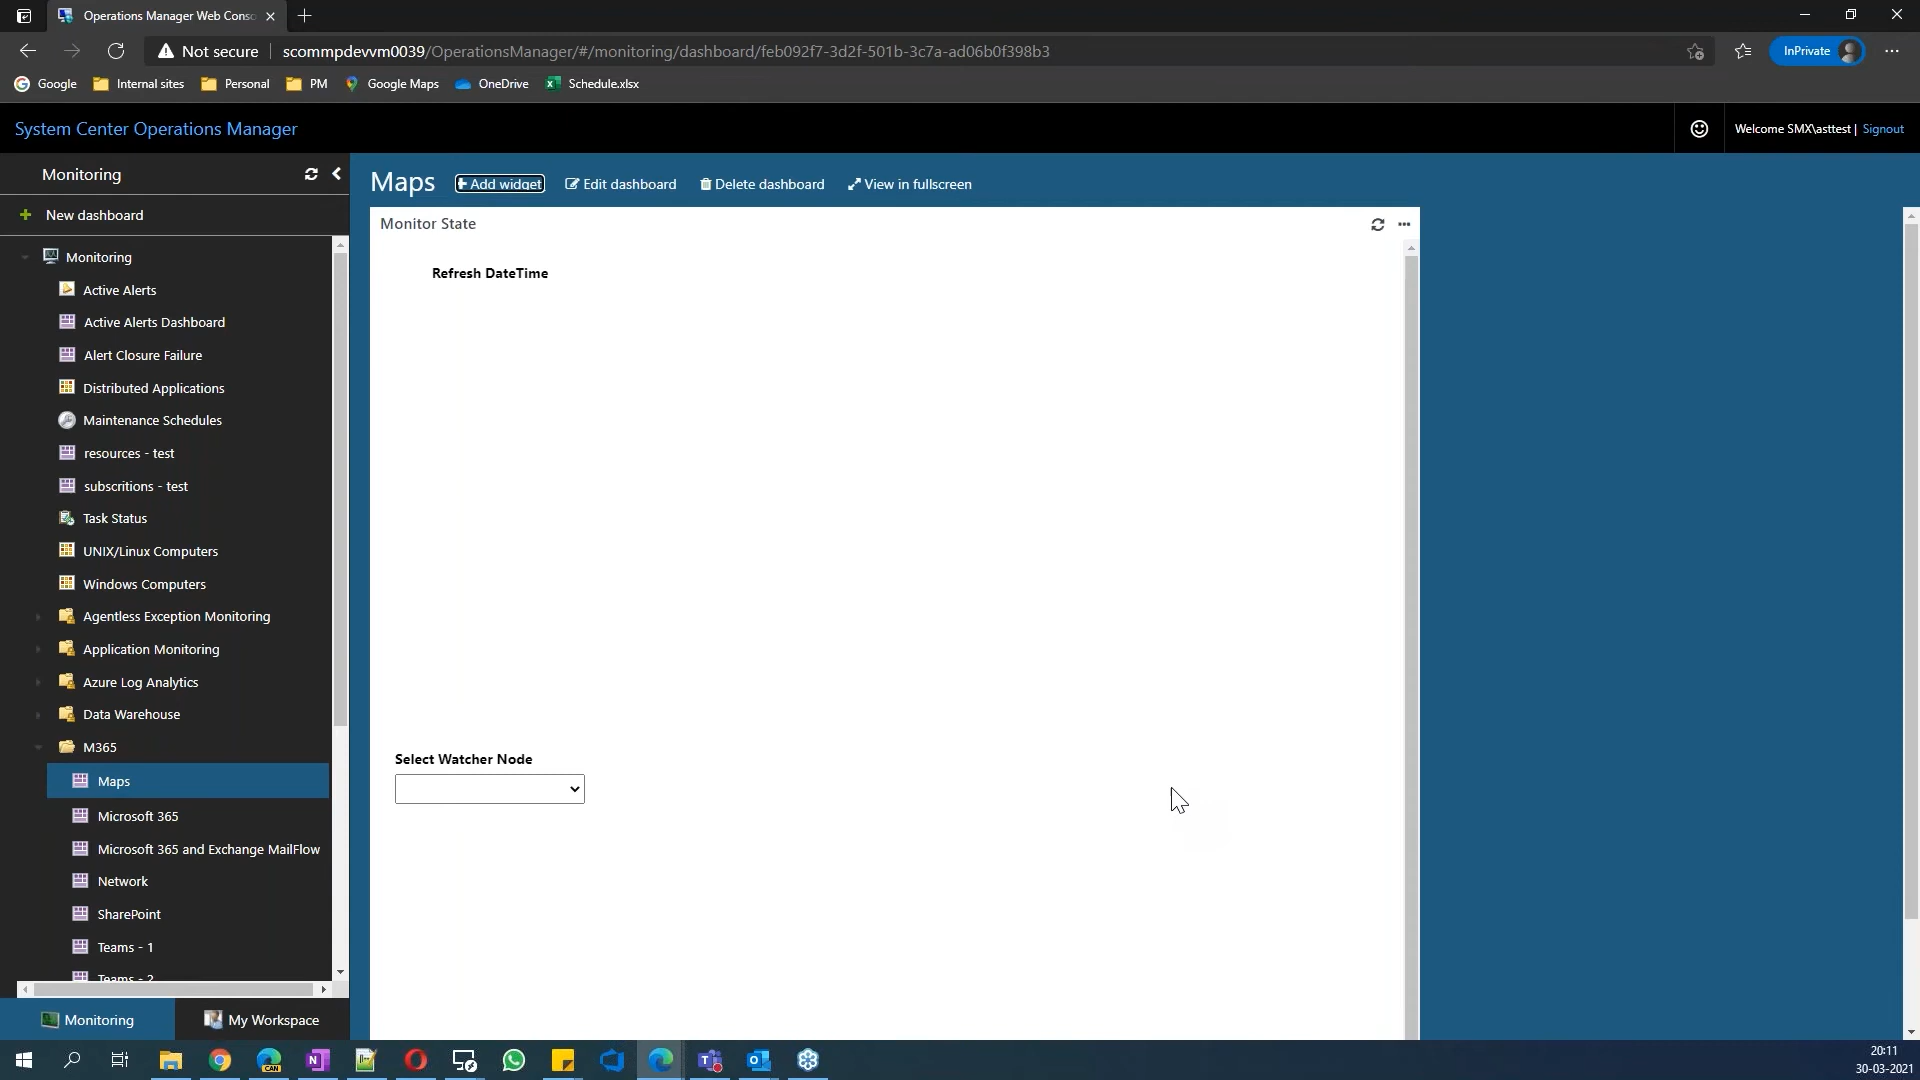 Operations Manager Web Conso
Not secure
scommpdevvm0039/OperationsManager/#/monitoring/dashboard/feb092f7-3d2f-501b-3c7a-ad06b0f398b3
InPrivate
Google
Internal sites
Personal
PM
Google Maps
OneDrive
Schedule.xlsx
System Center Operations Manager
Welcome SMX\asttest | Signout
Monitoring
Maps
Add widget
Edit dashboard
Delete dashboard
View in fullscreen
New dashboard
Monitor State
Monitoring
Refresh DateTime
Active Alerts
Active Alerts Dashboard
Alert Closure Failure
Distributed Applications
Maintenance Schedules
resources - test
subscritions - test
Task Status
UNIX/Linux Computers
Windows Computers
Agentless Exception Monitoring
Application Monitoring
Azure Log Analytics
Data Warehouse
M365
Select Watcher Node
Maps
Microsoft 365
Microsoft 365 and Exchange MailFlow
Network
SharePoint
Teams - 1
Teams - 2
Monitoring
My Workspace
CAN
20:11
30-03-2021